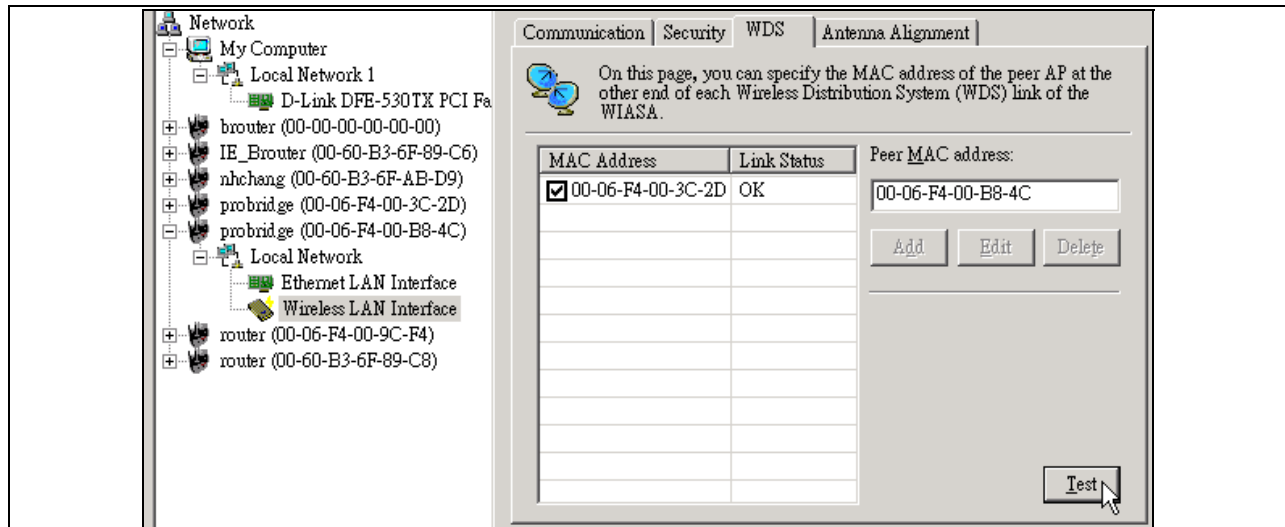 Network
My Computer
Local Network 1
D-Link DFE-530TX PCI Fa
brouter (00-00-00-00-00-00)
IE_Brouter (00-60-B3-6F-89-C6)
nhchang (00-60-B3-6F-AB-D9)
probridge (00-06-F4-00-3C-2D)
probridge (00-06-F4-00-B8-4C)
Local Network
Ethernet LAN Interface
Wireless LAN Interface
router (00-06-F4-00-9C-F4)
router (00-60-B3-6F-89-C8)
Communication Security WDS Antenna Alignment
On this page, you can specify the MAC address of the peer AP at the
other end of each Wireless Distribution System (WDS) link of the
WIASA.
MAC Address Link Status
00-06-F4-00-3C-2D OK
Peer MAC address:
00-06-F4-00-B8-4C
Add Edit Delete
Test